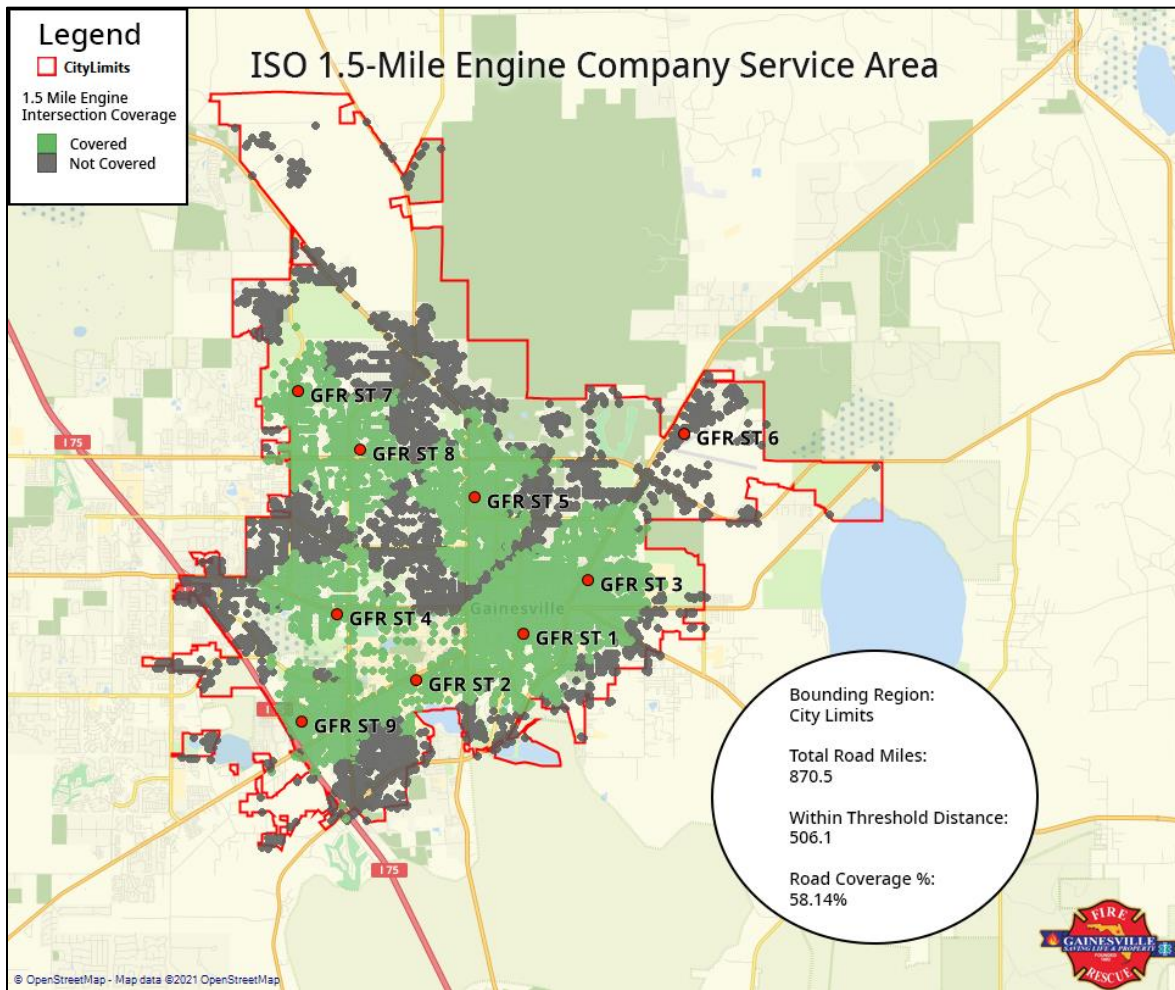 Legend
CityLimits
1.5 Mile Engine
Intersection Coverage
Covered
Not Covered
ISO 1.5-Mile Engine Company Service Area
GFR ST 7
GFR ST 8
GFR ST 6
GFR ST 5
GFR ST 3
GFR ST 4
GFR ST 1
GFR ST 2
GFR ST 9
I 75
Gainesville
I 75
Bounding Region:
City Limits
Total Road Miles:
870.5
Within Threshold Distance:
506.1
Road Coverage %:
58.14%
FIRE
GAINESVILLE
SAVING LIFE & PROPERTY
RESCUE
© OpenStreetMap - Map data ©2021 OpenStreetMap